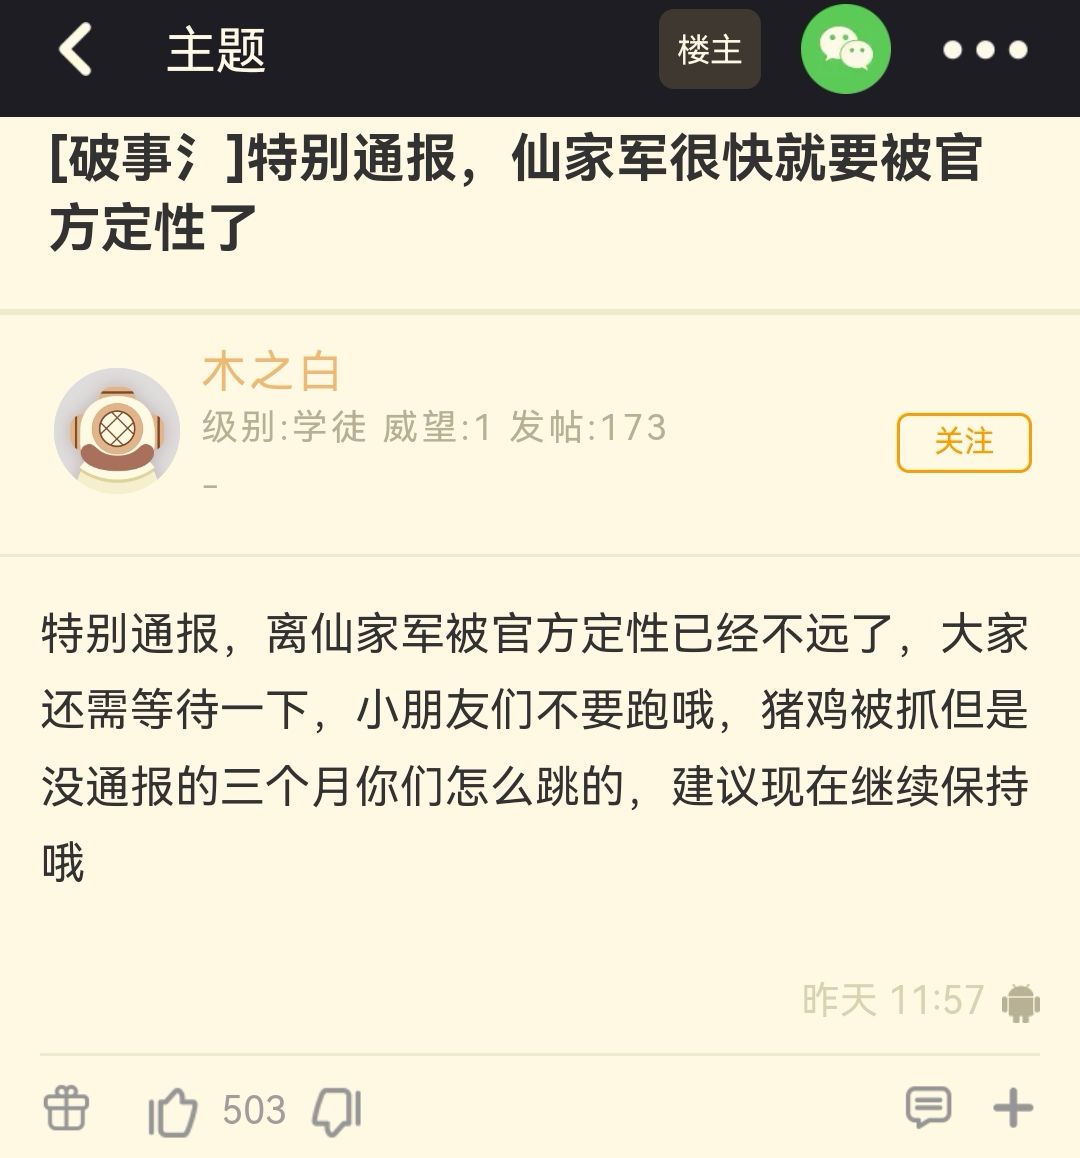 主题
楼主
[破事氵]特别通报，仙家军很快就要被官
方定性了
木之白
级别:学徒 威望:1 发帖:173
-
关注
特别通报，离仙家军被官方定性已经不远了，大家
还需等待一下，小朋友们不要跑哦，猪鸡被抓但是
没通报的三个月你们怎么跳的，建议现在继续保持
哦
昨天 11:57
503